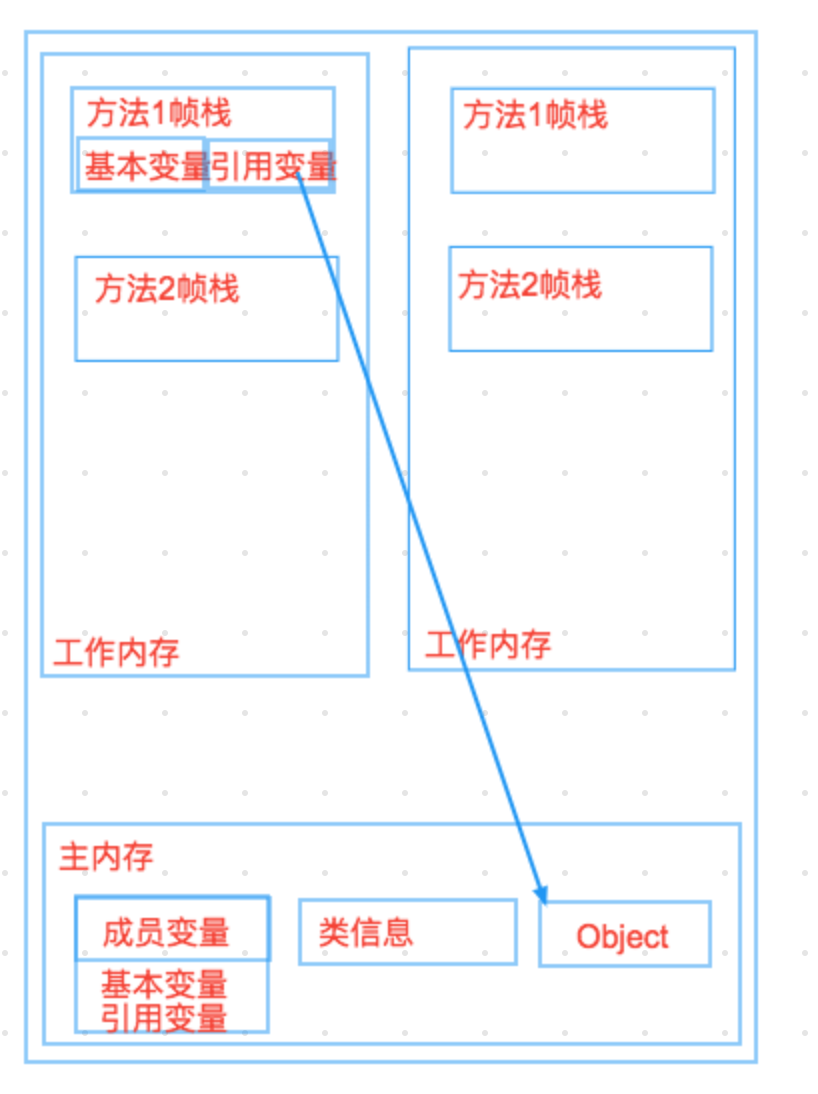 方法1帧栈
基本变量 引用变量
方法2帧栈
工作内存
方法1帧栈
方法2帧栈
工作内存
主内存
成员变量
基本变量
引用变量
类信息
Object